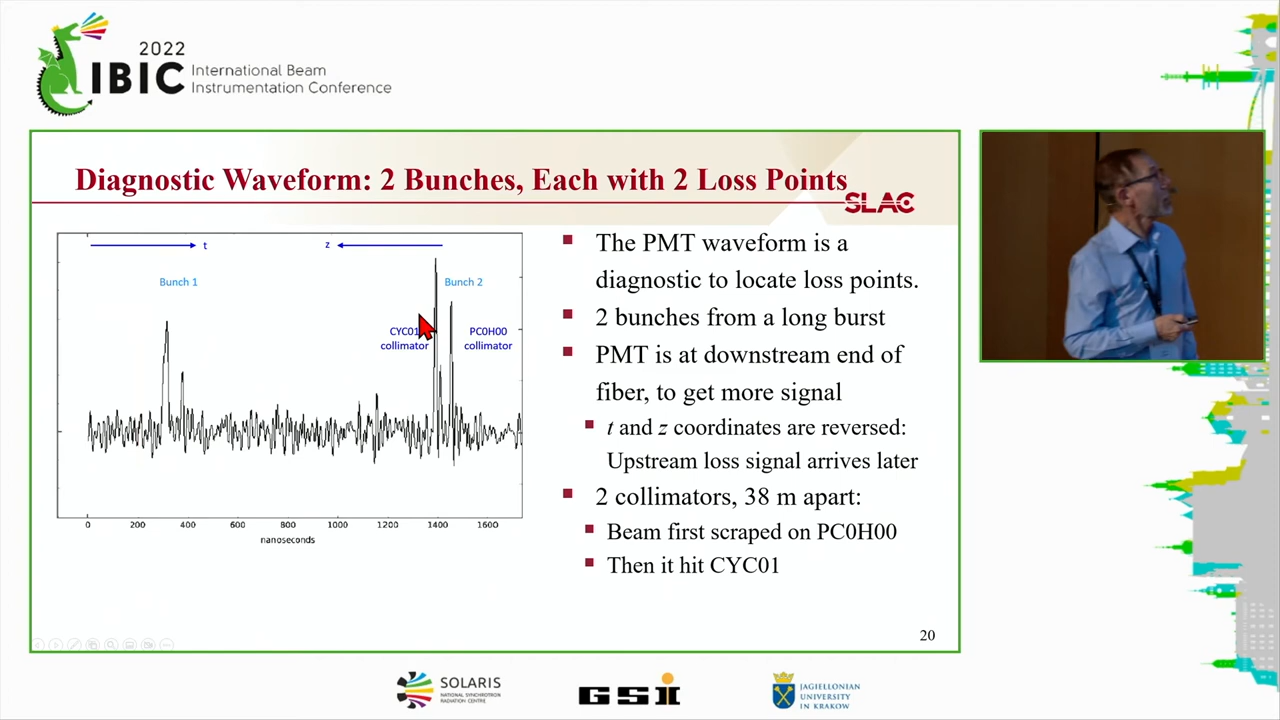 2022
IBIC
International Beam
Instrumentation Conference
Diagnostic Waveform: 2 Bunches, Each with 2 Loss Points
SLAC
t
z
Bunch 1
Bunch 2
CYC01
collimator
PC0H00
collimator
0 200 400 600 800 1000 1200 1400 1600
nanoseconds
The PMT waveform is a
diagnostic to locate loss points.
2 bunches from a long burst
PMT is at downstream end of
fiber, to get more signal
t and z coordinates are reversed:
Upstream loss signal arrives later
2 collimators, 38 m apart:
Beam first scraped on PC0H00
Then it hit CYC01
20
SOLARIS
NATIONAL SYNCHROTRON
RADIATION CENTRE
GSI
JAGIELLONIAN
UNIVERSITY
IN KRAKOW